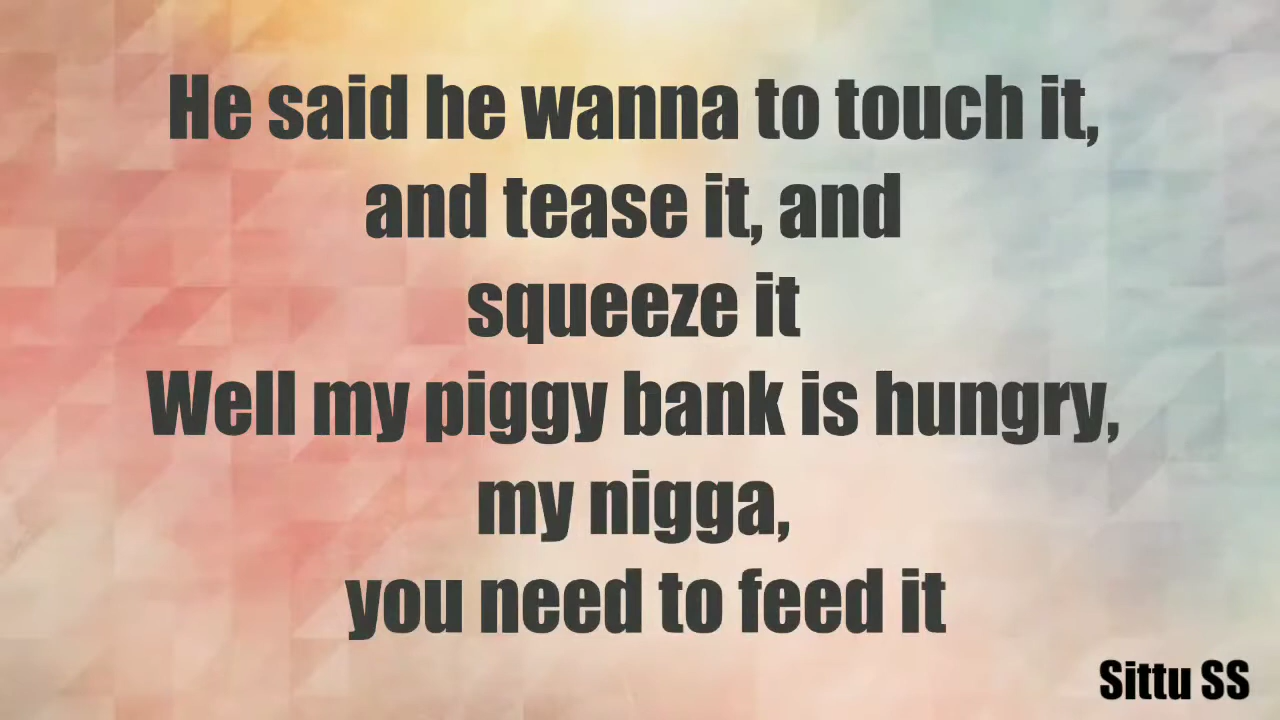 He said he wanna to touch it,
and tease it, and
squeeze it
Well my piggy bank is hungry,
my nigga,
you need to feed it
Sittu SS